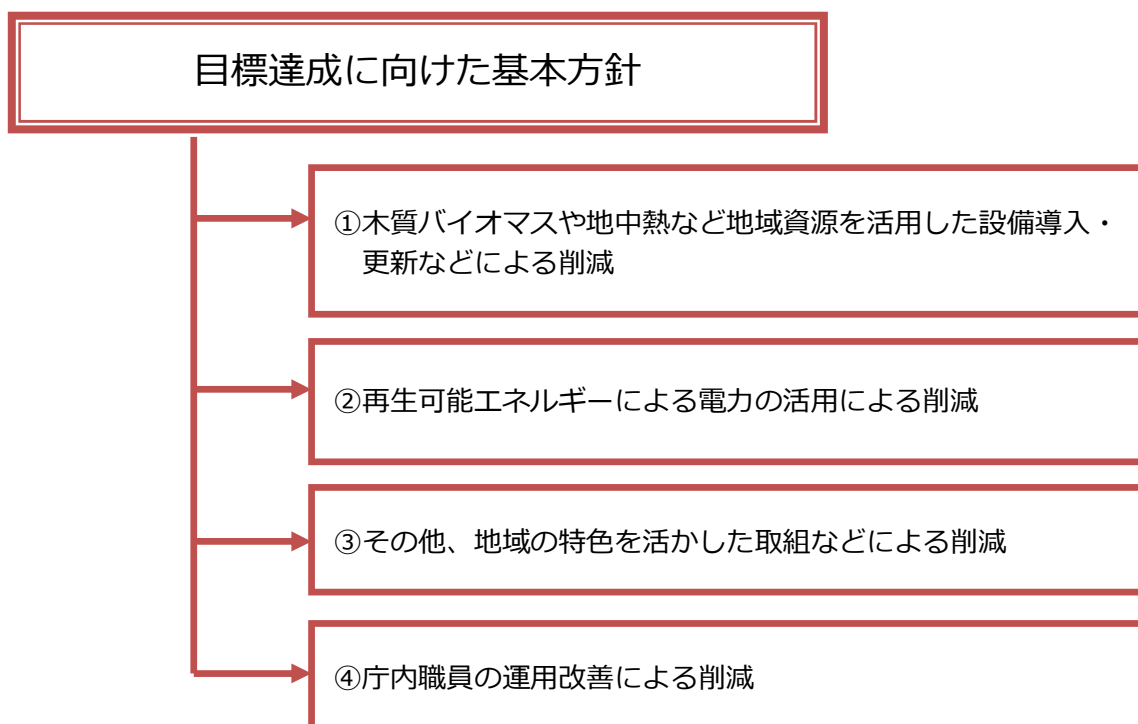 目標達成に向けた基本方針
①木質バイオマスや地中熱など地域資源を活用した設備導入・
更新などによる削減
②再生可能エネルギーによる電力の活用による削減
③その他、地域の特色を活かした取組などによる削減
④庁内職員の運用改善による削減